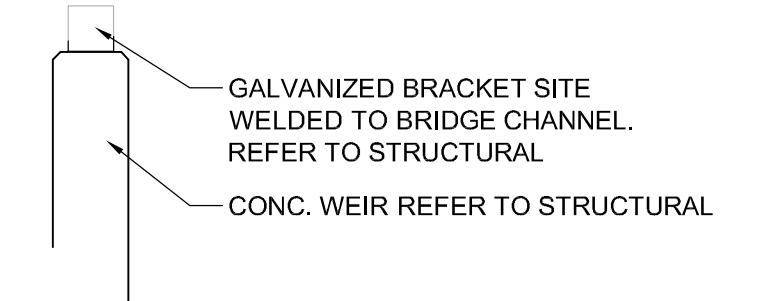 GALVANIZED BRACKET SITE
WELDED TO BRIDGE CHANNEL.
REFER TO STRUCTURAL
CONC. WEIR REFER TO STRUCTURAL